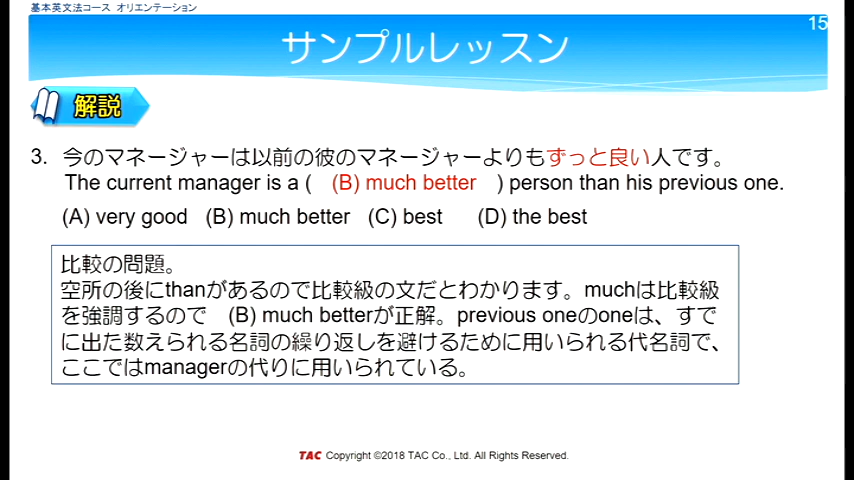 基本英文法コース オリエンテーション
15
サンプルレッスン
解説
3. 今のマネージャーは以前の彼のマネージャーよりもずっと良い人です。
The current manager is a ( (B) much better ) person than his previous one.
(A) very good (B) much better (C) best (D) the best
比較の問題。
空所の後にthanがあるので比較級の文だとわかります。muchは比較級
を強調するので (B) much betterが正解。previous oneのoneは、すで
に出た数えられる名詞の繰り返しを避けるために用いられる代名詞で、
ここではmanagerの代りに用いられている。
TAC Copyright ©2018 TAC Co., Ltd. All Rights Reserved.